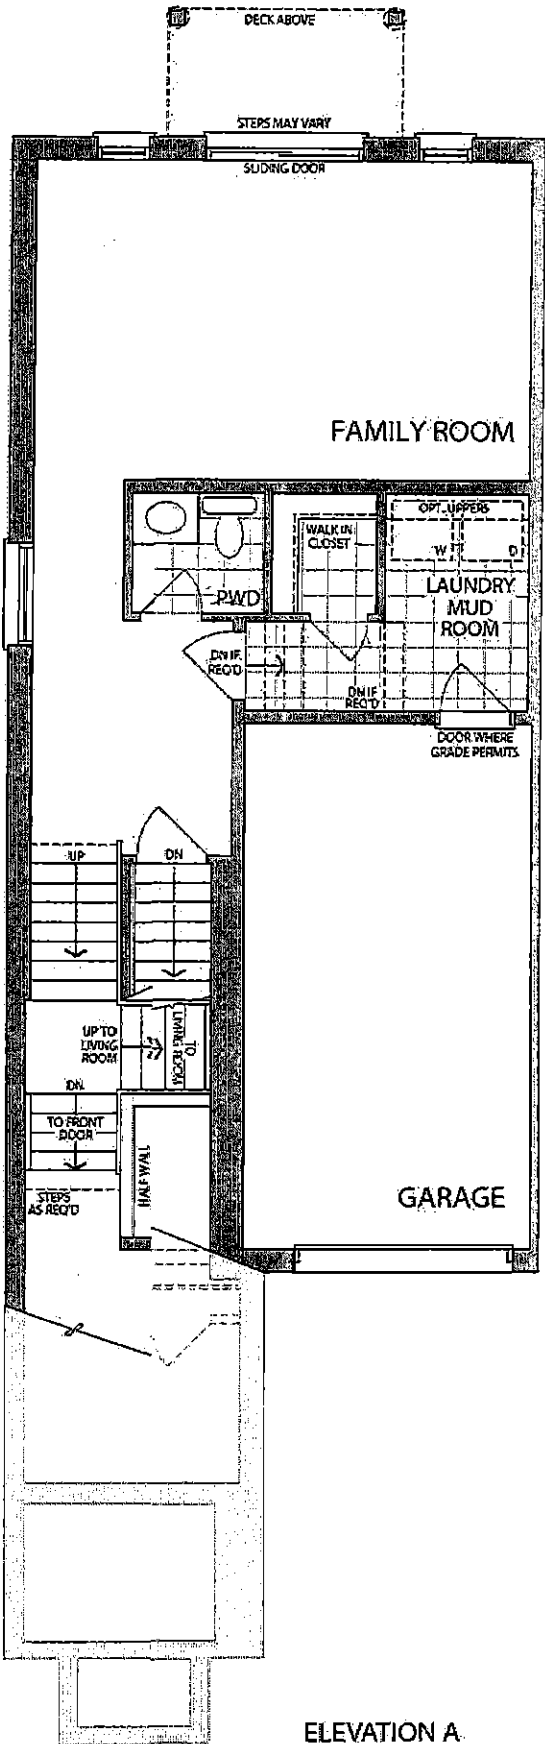 DECK ABOVE
STEPS MAY VARY
SLIDING DOOR
FAMILY ROOM
OPT. UPPERS
WALK IN
CLOSET
W
D
LAUNDRY
MUD
ROOM
PWD
DN IF
REQ'D
DN IF
REQ'D
DOOR WHERE
GRADE PERMITS
UP
DN
UP TO
LIVING
ROOM
TO
LIVING ROOM
DN
TO FRONT
DOOR
HALF WALL
STEPS
AS REQ'D
GARAGE
ELEVATION A